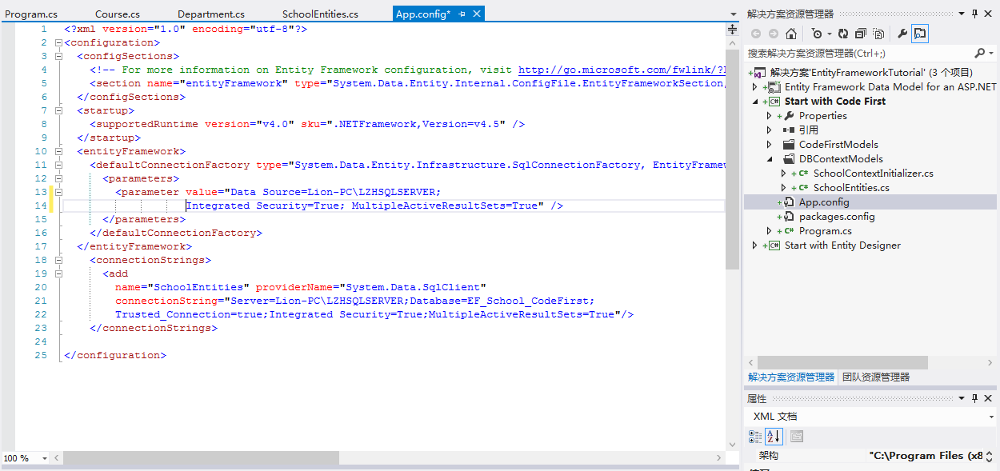 Program.cs Course.cs Department.cs SchoolEntities.cs App.config*
1 <?xml version="1.0" encoding="utf-8"?>
2 <configuration>
3 <configSections>
4 <!-- For more information on Entity Framework configuration, visit http://go.microsoft.com/fwlink/?
5 <section name="entityFramework" type="System.Data.Entity.Internal.ConfigFile.EntityFrameworkSection,
6 </configSections>
7 <startup>
8 <supportedRuntime version="v4.0" sku=".NETFramework,Version=v4.5" />
9 </startup>
10 <entityFramework>
11 <defaultConnectionFactory type="System.Data.Entity.Infrastructure.SqlConnectionFactory, EntityFramew
12 <parameters>
13 <parameter value="Data Source=Lion-PC\LZHSQLSERVER;
14 Integrated Security=True; MultipleActiveResultSets=True" />
15 </parameters>
16 </defaultConnectionFactory>
17 </entityFramework>
18 <connectionStrings>
19 <add
20 name="SchoolEntities" providerName="System.Data.SqlClient"
21 connectionString="Server=Lion-PC\LZHSQLSERVER;Database=EF_School_CodeFirst;
22 Trusted_Connection=true;Integrated Security=True;MultipleActiveResultSets=True"/>
23 </connectionStrings>
24
25 </configuration>
100 %
解决方案资源管理器
搜索解决方案资源管理器(Ctrl+;)
解决方案'EntityFrameworkTutorial' (3 个项目)
Entity Framework Data Model for an ASP.NET
C# Start with Code First
Properties
引用
CodeFirstModels
DBContextModels
C# SchoolContextInitializer.cs
C# SchoolEntities.cs
App.config
packages.config
C# Program.cs
C# Start with Entity Designer
解决方案资源管理器 团队资源管理器
属性
XML 文档
架构 "C:\Program Files (x8